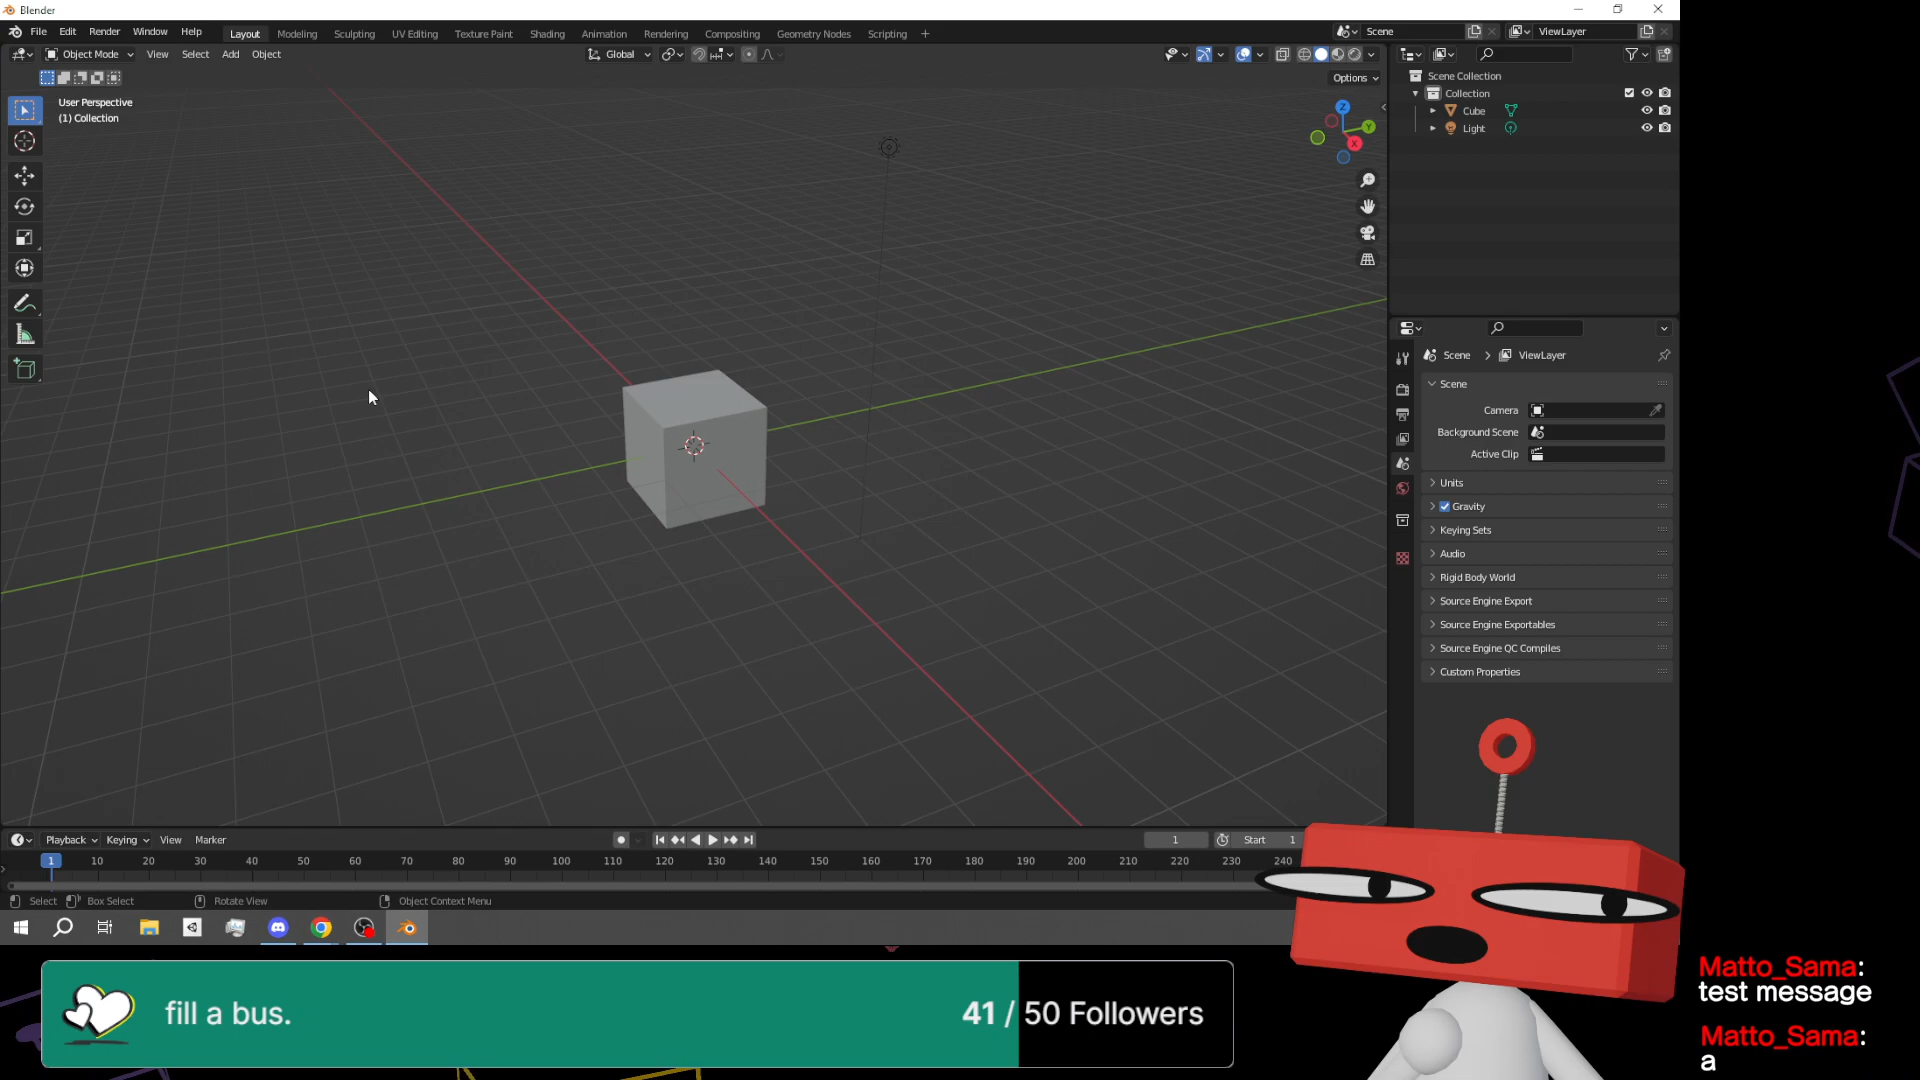 Blender
File Edit Render Window Help Layout Modeling Sculpting UV Editing Texture Paint Shading Animation Rendering Compositing Geometry Nodes Scripting + Scene ViewLayer
Object Mode View Select Add Object Global
Options
User Perspective
(1) Collection
Z
Y
X
Scene Collection
Collection
Cube
Light
Scene > ViewLayer
Scene
Camera
Background Scene
Active Clip
Units
Gravity
Keying Sets
Audio
Rigid Body World
Source Engine Export
Source Engine Exportables
Source Engine QC Compiles
Custom Properties
Playback Keying View Marker 1 Start 1
1 10 20 30 40 50 60 70 80 90 100 110 120 130 140 150 160 170 180 190 200 210 220 230 240
Select Box Select Rotate View Object Context Menu
fill a bus. 41 / 50 Followers
Matto_Sama:
test message
Matto_Sama:
a